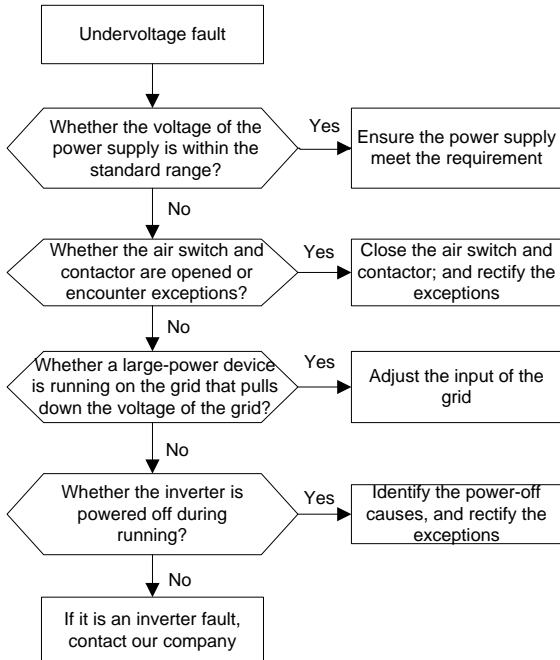 Undervoltage fault
Whether the voltage of the
power supply is within the
standard range?
Yes
Ensure the power supply
meet the requirement
No
Whether the air switch and
contactor are opened or
encounter exceptions?
Yes
Close the air switch and
contactor; and rectify the
exceptions
No
Whether a large-power device
is running on the grid that pulls
down the voltage of the grid?
Yes
Adjust the input of the
grid
No
Whether the inverter is
powered off during
running?
Yes
Identify the power-off
causes, and rectify the
exceptions
No
If it is an inverter fault,
contact our company